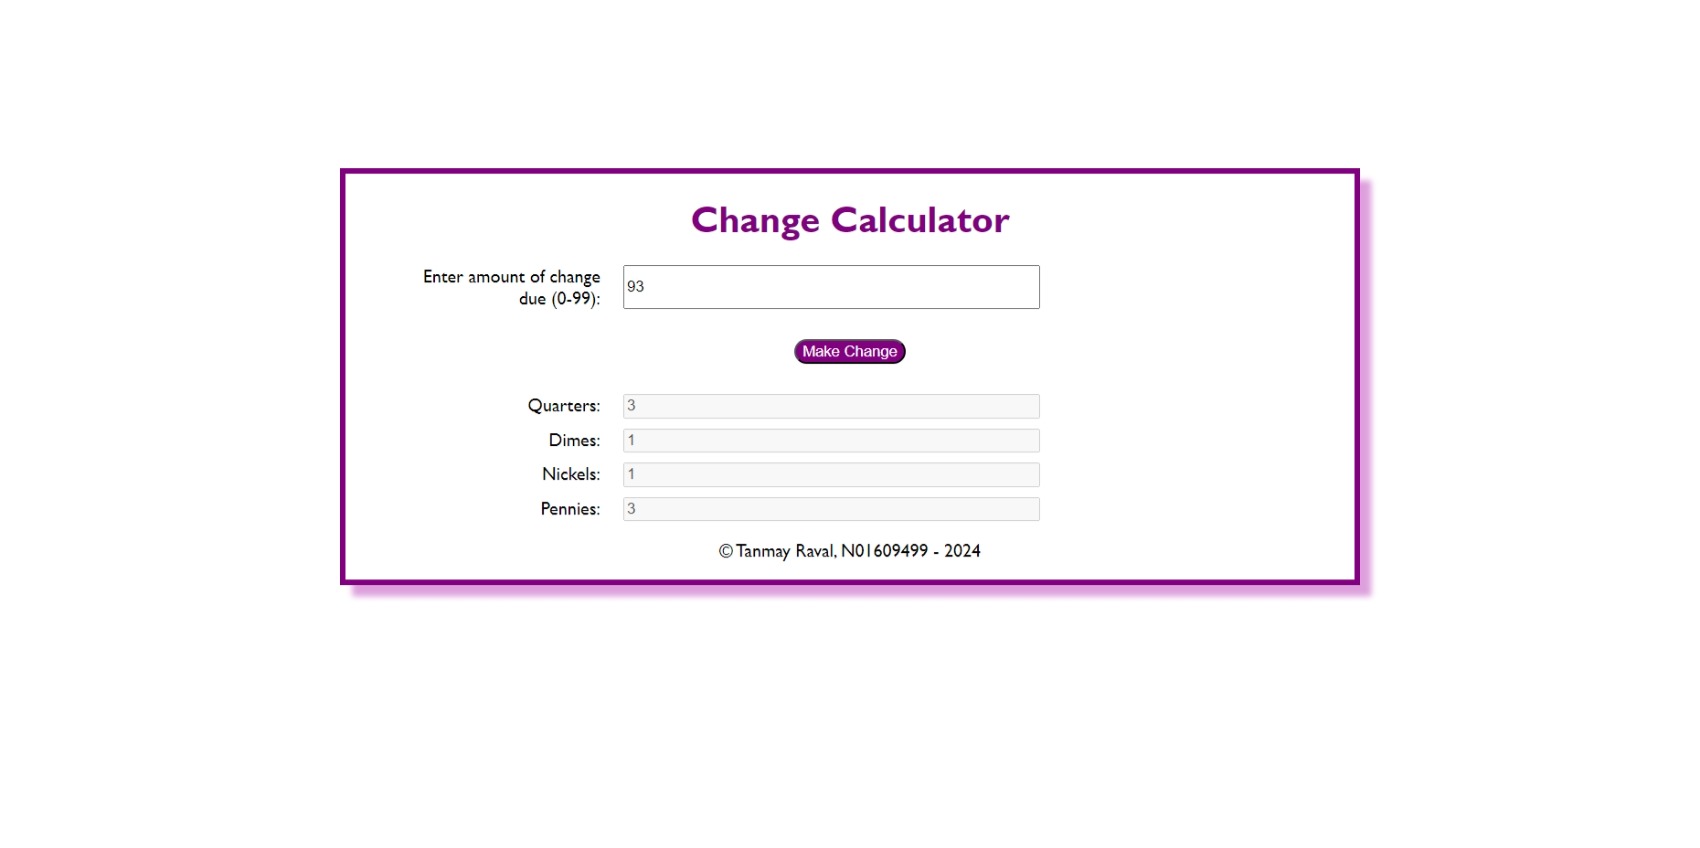 Change Calculator
Enter amount of change
due (0-99):
93
Make Change
Quarters:
3
Dimes:
1
Nickels:
1
Pennies:
3
© Tanmay Raval, N01609499 - 2024